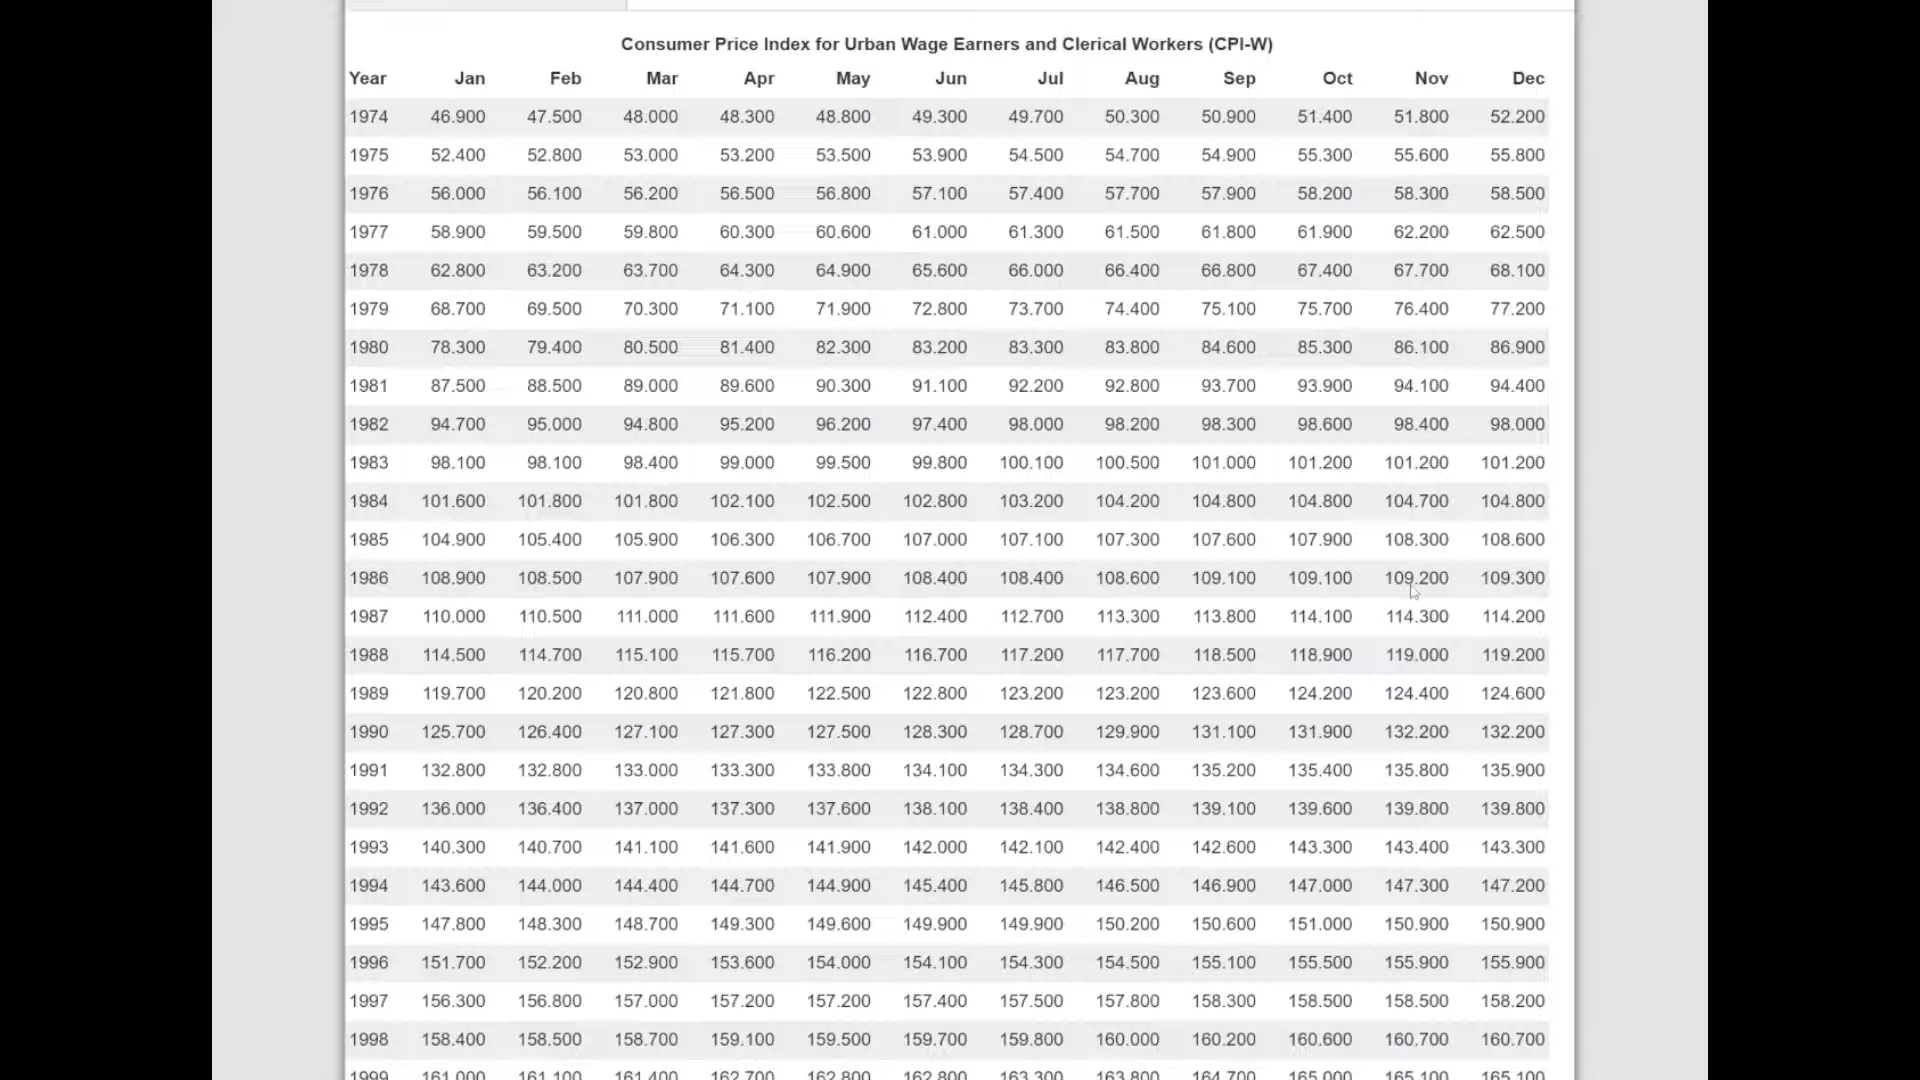 Consumer Price Index for Urban Wage Earners and Clerical Workers (CPI-W)
Year Jan Feb Mar Apr May Jun Jul Aug Sep Oct Nov Dec
1974 46.900 47.500 48.000 48.300 48.800 49.300 49.700 50.300 50.900 51.400 51.800 52.200
1975 52.400 52.800 53.000 53.200 53.500 53.900 54.500 54.700 54.900 55.300 55.600 55.800
1976 56.000 56.100 56.200 56.500 56.800 57.100 57.400 57.700 57.900 58.200 58.300 58.500
1977 58.900 59.500 59.800 60.300 60.600 61.000 61.300 61.500 61.800 61.900 62.200 62.500
1978 62.800 63.200 63.700 64.300 64.900 65.600 66.000 66.400 66.800 67.400 67.700 68.100
1979 68.700 69.500 70.300 71.100 71.900 72.800 73.700 74.400 75.100 75.700 76.400 77.200
1980 78.300 79.400 80.500 81.400 82.300 83.200 83.300 83.800 84.600 85.300 86.100 86.900
1981 87.500 88.500 89.000 89.600 90.300 91.100 92.200 92.800 93.700 93.900 94.100 94.400
1982 94.700 95.000 94.800 95.200 96.200 97.400 98.000 98.200 98.300 98.600 98.400 98.000
1983 98.100 98.100 98.400 99.000 99.500 99.800 100.100 100.500 101.000 101.200 101.200 101.200
1984 101.600 101.800 101.800 102.100 102.500 102.800 103.200 104.200 104.800 104.800 104.700 104.800
1985 104.900 105.400 105.900 106.300 106.700 107.000 107.100 107.300 107.600 107.900 108.300 108.600
1986 108.900 108.500 107.900 107.600 107.900 108.400 108.400 108.600 109.100 109.100 109.200 109.300
1987 110.000 110.500 111.000 111.600 111.900 112.400 112.700 113.300 113.800 114.100 114.300 114.200
1988 114.500 114.700 115.100 115.700 116.200 116.700 117.200 117.700 118.500 118.900 119.000 119.200
1989 119.700 120.200 120.800 121.800 122.500 122.800 123.200 123.200 123.600 124.200 124.400 124.600
1990 125.700 126.400 127.100 127.300 127.500 128.300 128.700 129.900 131.100 131.900 132.200 132.200
1991 132.800 132.800 133.000 133.300 133.800 134.100 134.300 134.600 135.200 135.400 135.800 135.900
1992 136.000 136.400 137.000 137.300 137.600 138.100 138.400 138.800 139.100 139.600 139.800 139.800
1993 140.300 140.700 141.100 141.600 141.900 142.000 142.100 142.400 142.600 143.300 143.400 143.300
1994 143.600 144.000 144.400 144.700 144.900 145.400 145.800 146.500 146.900 147.000 147.300 147.200
1995 147.800 148.300 148.700 149.300 149.600 149.900 149.900 150.200 150.600 151.000 150.900 150.900
1996 151.700 152.200 152.900 153.600 154.000 154.100 154.300 154.500 155.100 155.500 155.900 155.900
1997 156.300 156.800 157.000 157.200 157.200 157.400 157.500 157.800 158.300 158.500 158.500 158.200
1998 158.400 158.500 158.700 159.100 159.500 159.700 159.800 160.000 160.200 160.600 160.700 160.700
1999 161.000 161.100 161.400 162.700 162.800 162.800 163.300 163.800 164.700 165.000 165.100 165.100